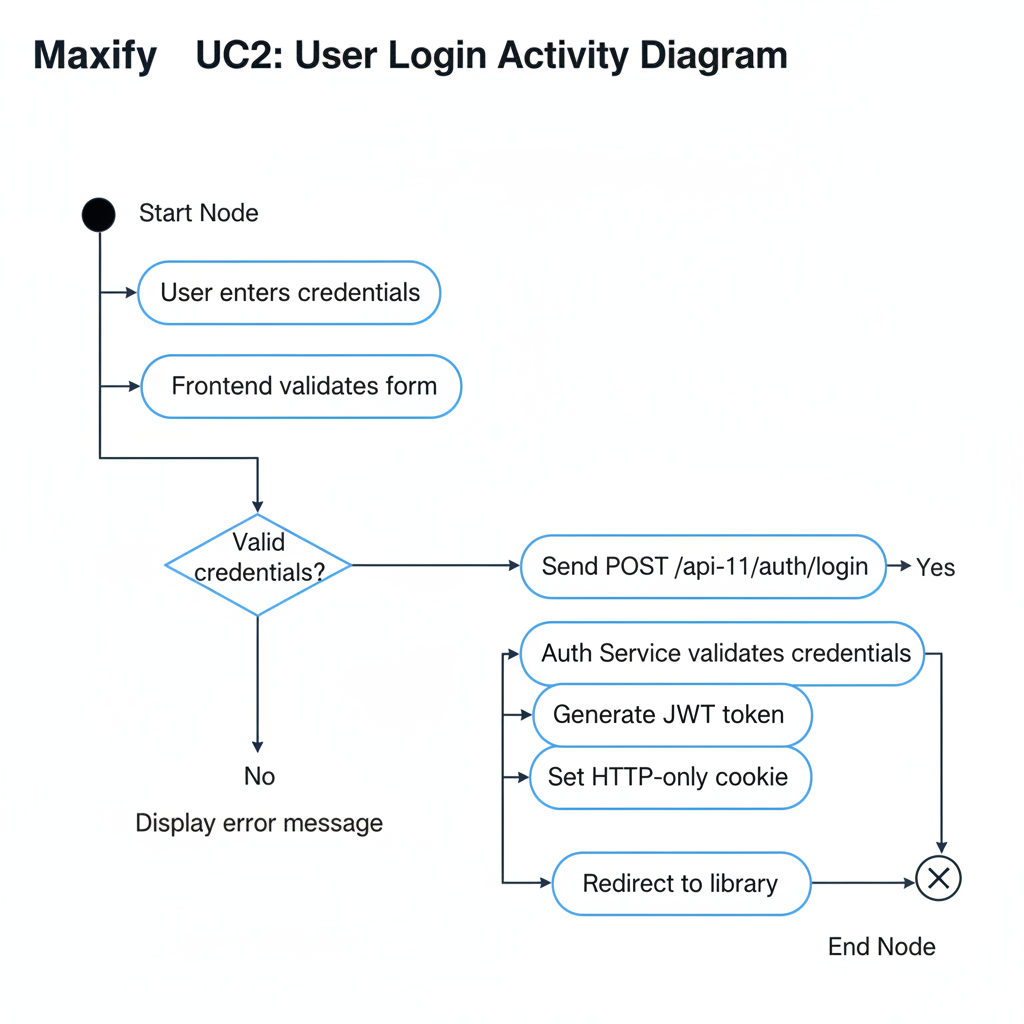 Maxify UC2: User Login Activity Diagram
Start Node
User enters credentials
Frontend validates form
Valid
credentials?
Send POST /api-11/auth/login
Yes
Auth Service validates credentials
Generate JWT token
Set HTTP-only cookie
No
Display error message
Redirect to library
End Node